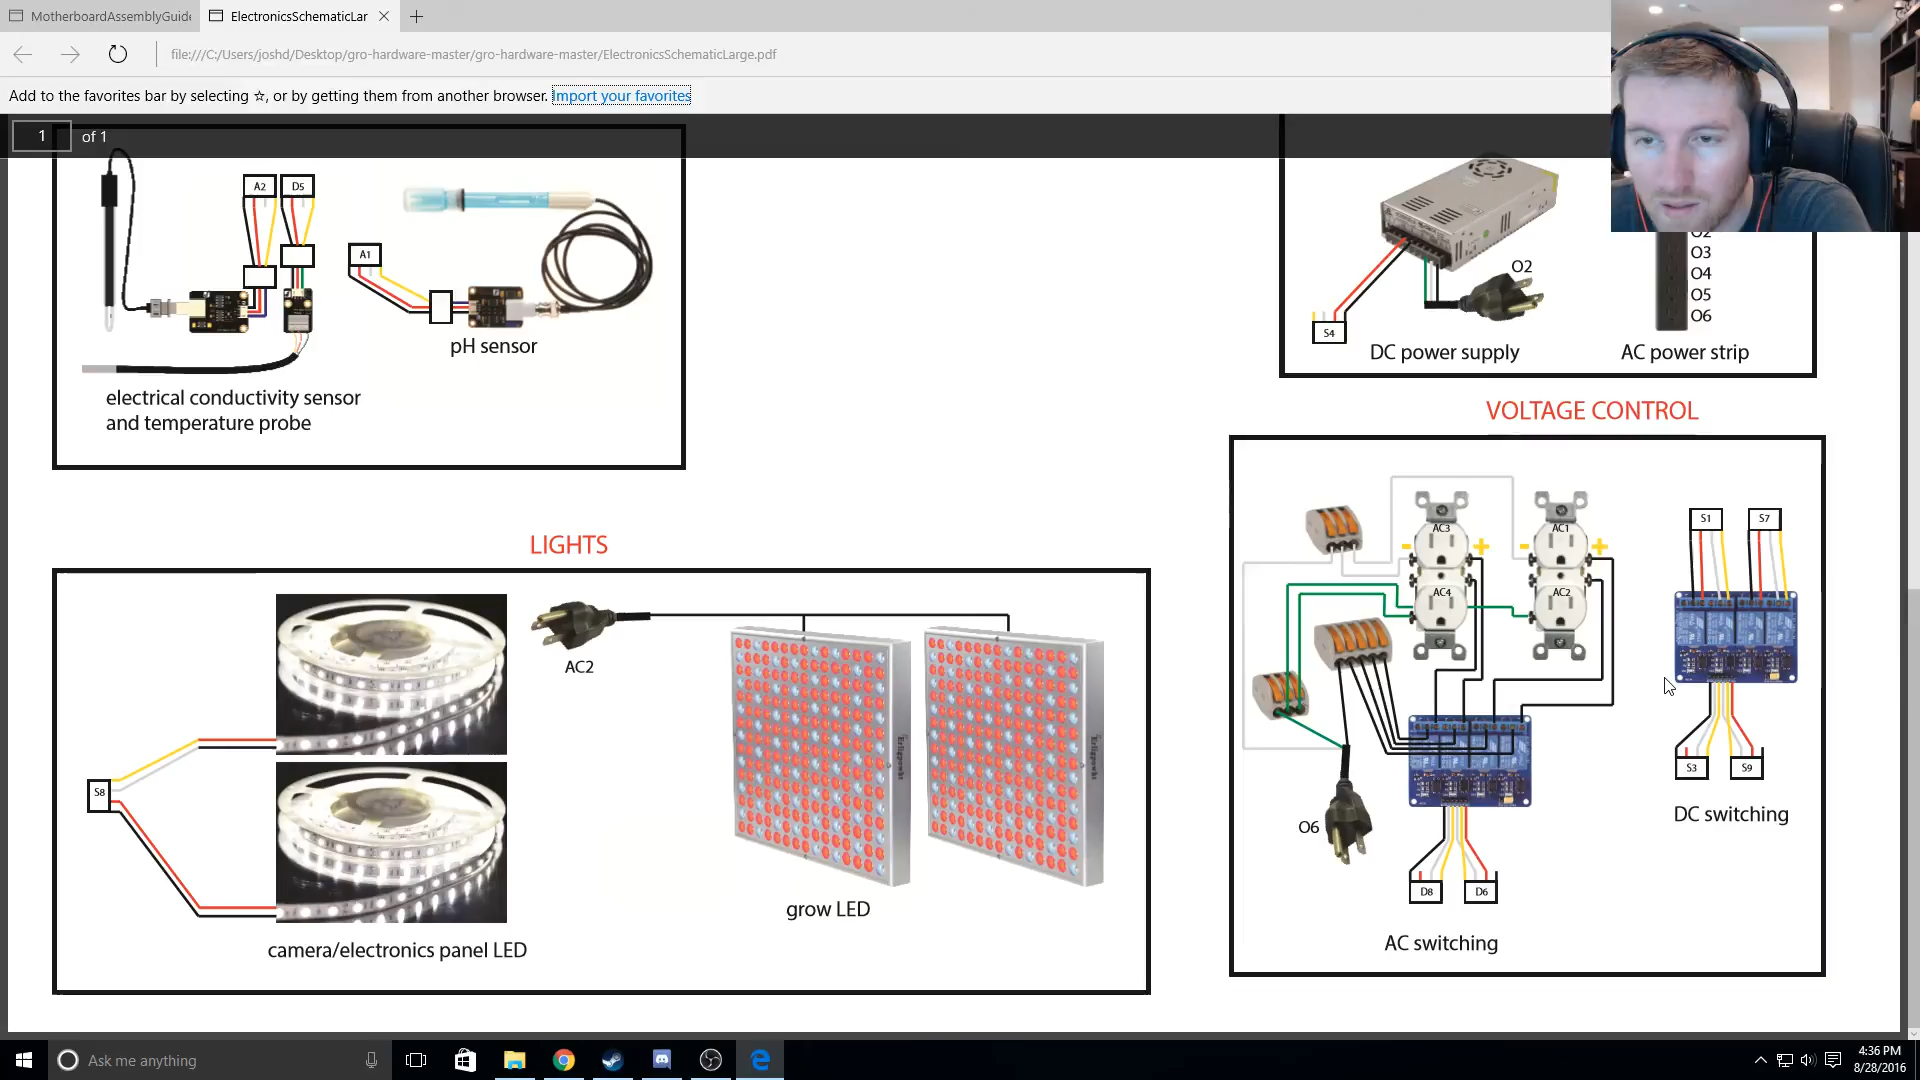 MotherboardAssemblyGuide
ElectronicsSchematicLar
file:///C:/Users/joshd/Desktop/gro-hardware-master/gro-hardware-master/ElectronicsSchematicLarge.pdf
Add to the favorites bar by selecting ☆, or by getting them from another browser. Import your favorites
1 of 1
A2
D5
A1
pH sensor
electrical conductivity sensor
and temperature probe
O2
S4
DC power supply
O2
O3
O4
O5
O6
AC power strip
VOLTAGE CONTROL
AC3
AC1
AC4
AC2
S1
S7
S3
S9
DC switching
O6
D8
D6
AC switching
LIGHTS
AC2
S8
grow LED
camera/electronics panel LED
Ask me anything
4:36 PM
8/28/2016